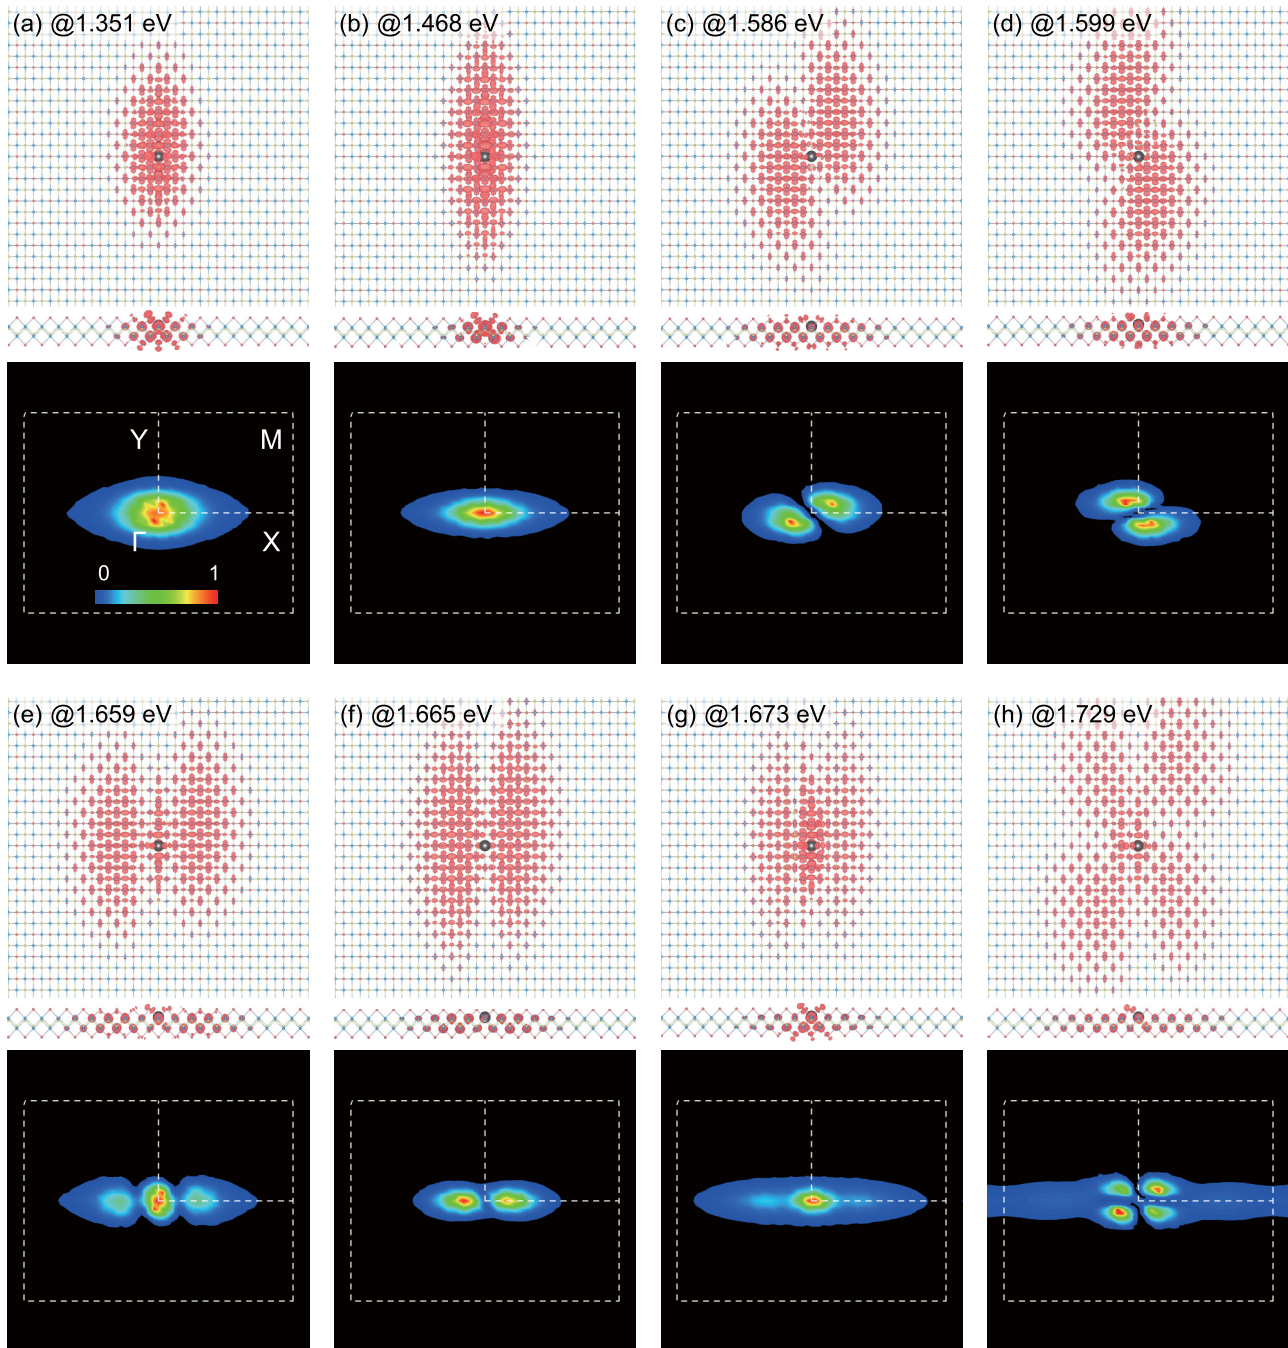 (a) @1.351 eV
(b) @1.468 eV
(c) @1.586 eV
(d) @1.599 eV
Y
M
Γ
X
0
1
(e) @1.659 eV
(f) @1.665 eV
(g) @1.673 eV
(h) @1.729 eV